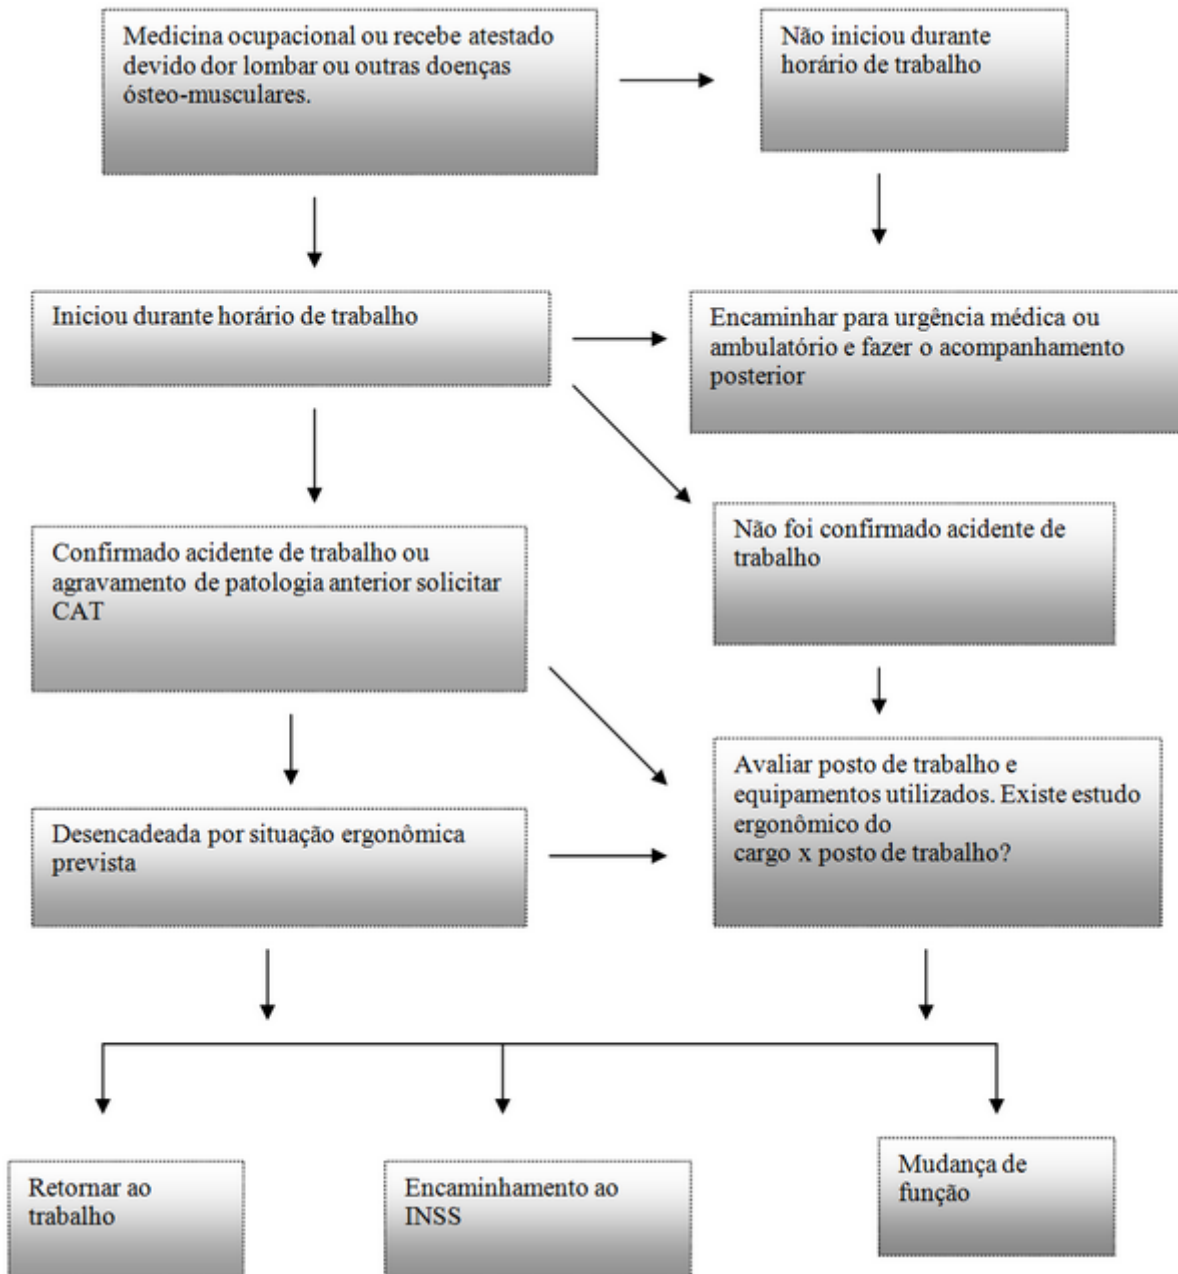 Medicina ocupacional ou recebe atestado
devido dor lombar ou outras doenças
ósteo-musculares.
Não iniciou durante
horário de trabalho
Iniciou durante horário de trabalho
Encaminhar para urgência médica ou
ambulatório e fazer o acompanhamento
posterior
Não foi confirmado acidente de
trabalho
Confirmado acidente de trabalho ou
agravamento de patologia anterior solicitar
CAT
Avaliar posto de trabalho e
equipamentos utilizados. Existe estudo
ergonômico do
cargo x posto de trabalho?
Desencadeada por situação ergonômica
prevista
Retornar ao
trabalho
Encaminhamento ao
INSS
Mudança de
função